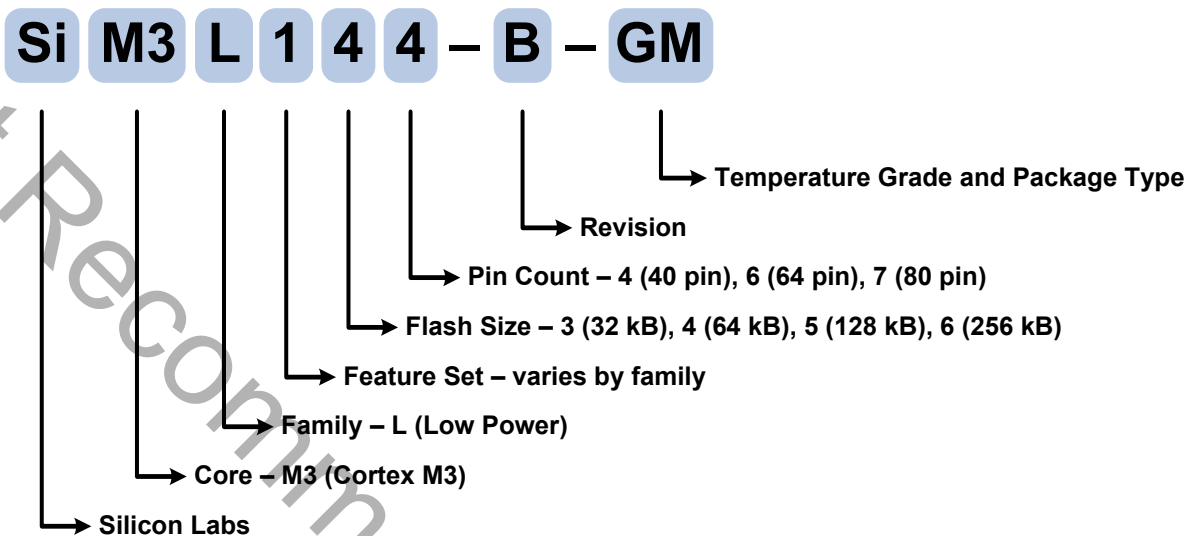 Si M3 L 1 4 4 – B – GM
Temperature Grade and Package Type
Revision
Pin Count – 4 (40 pin), 6 (64 pin), 7 (80 pin)
Flash Size – 3 (32 kB), 4 (64 kB), 5 (128 kB), 6 (256 kB)
Feature Set – varies by family
Family – L (Low Power)
Core – M3 (Cortex M3)
Silicon Labs